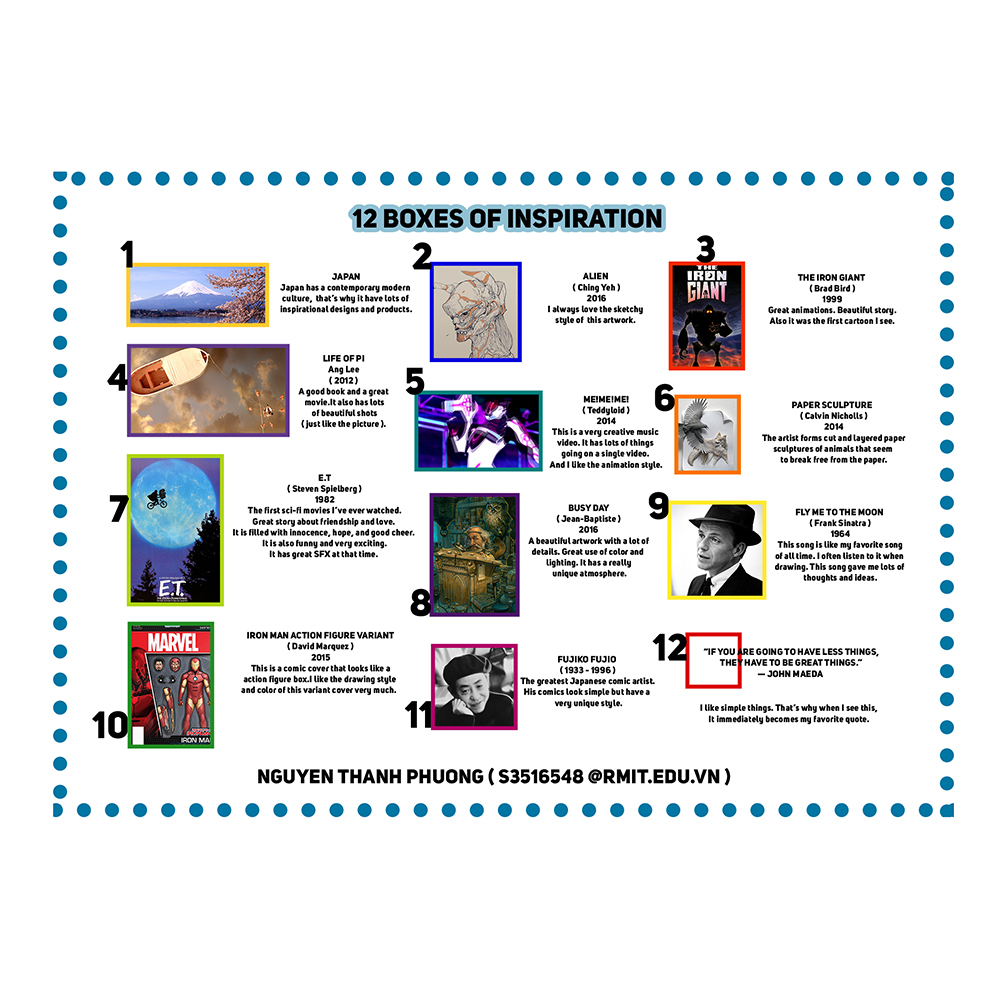 12 BOXES OF INSPIRATION
1
JAPAN
Japan has a contemporary modern
culture, that's why it have lots of
inspirational designs and products.
2
ALIEN
( Ching Yeh )
2016
I always love the sketchy
style of this artwork.
3
THE
IRON
GIANT
THE IRON GIANT
( Brad Bird )
1999
Great animations. Beautiful story.
Also it was the first cartoon I see.
4
LIFE OF PI
Ang Lee
( 2012 )
A good book and a great
movie.It also has lots
of beautiful shots
( just like the picture ).
5
ME!ME!ME!
( Teddyloid )
2014
This is a very creative music
video. It has lots of things
going on a single video.
And I like the animation style.
6
PAPER SCULPTURE
( Calvin Nicholls )
2014
The artist forms cut and layered paper
sculptures of animals that seem
to break free from the paper.
7
E.T.
E.T
( Steven Spielberg )
1982
The first sci-fi movies I've ever watched.
Great story about friendship and love.
It is filled with innocence, hope, and good cheer.
It is also funny and very exciting.
It has great SFX at that time.
8
BUSY DAY
( Jean-Baptiste )
2016
A beautiful artwork with a lot of
details. Great use of color and
lighting. It has a really
unique atmosphere.
9
FLY ME TO THE MOON
( Frank Sinatra )
1964
This song is like my favorite song
of all time. I often listen to it when
drawing. This song gave me lots of
thoughts and ideas.
10
MARVEL
IRON MA
IRON MAN ACTION FIGURE VARIANT
( David Marquez )
2015
This is a comic cover that looks like a
action figure box.I like the drawing style
and color of this variant cover very much.
11
FUJIKO FUJIO
( 1933 - 1996 )
The greatest Japanese comic artist.
His comics look simple but have a
very unique style.
12
“IF YOU ARE GOING TO HAVE LESS THINGS,
THEY HAVE TO BE GREAT THINGS.”
— JOHN MAEDA
I like simple things. That's why when I see this,
It immediately becomes my favorite quote.
NGUYEN THANH PHUONG ( S3516548 @RMIT.EDU.VN )